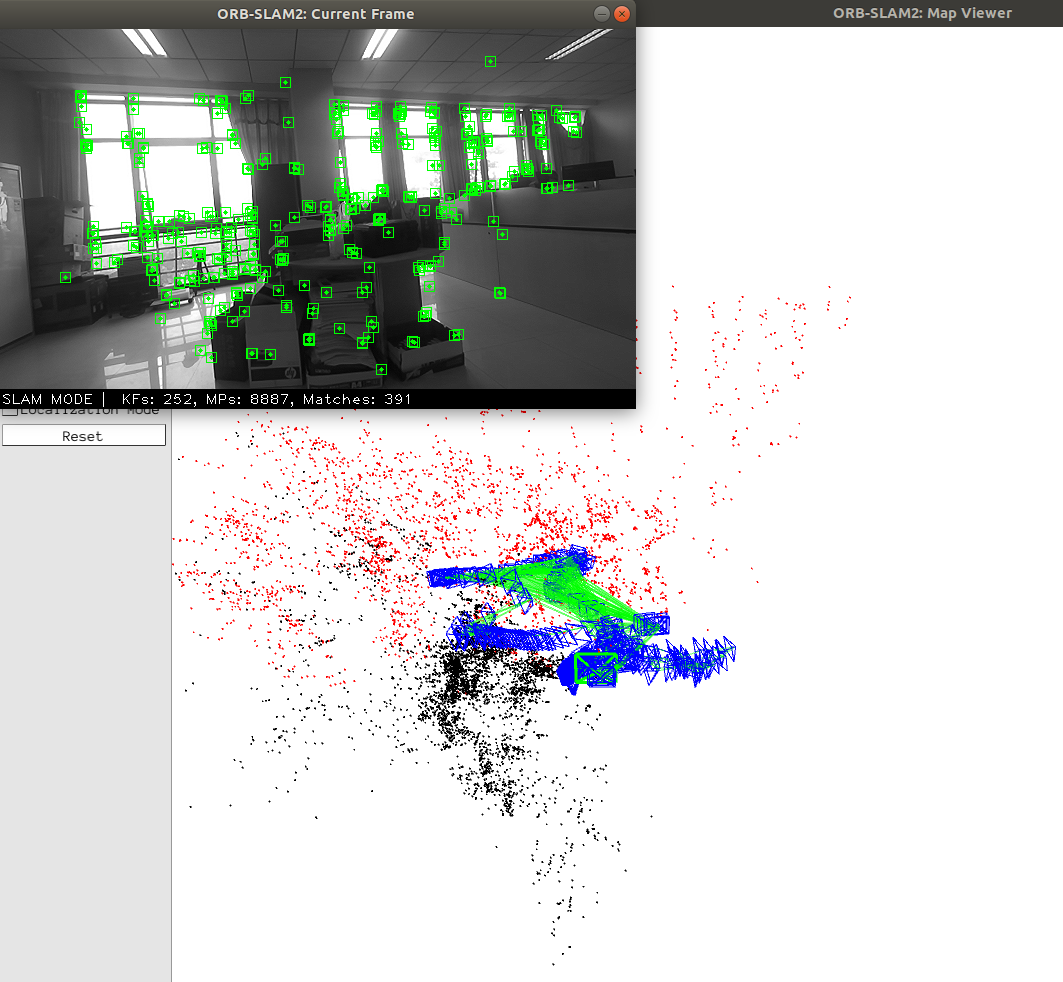 ORB-SLAM2: Current Frame
ORB-SLAM2: Map Viewer
SLAM MODE | KFs: 252, MPs: 8887, Matches: 391
Localization Mode
Reset